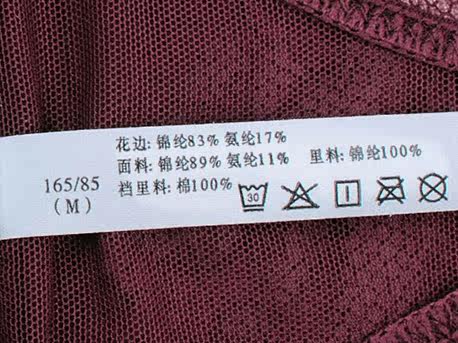 花边: 锦纶83% 氨纶17%
面料: 锦纶89% 氨纶11% 里料: 锦纶100%
165/85 裆里料: 棉100%
(M) 30